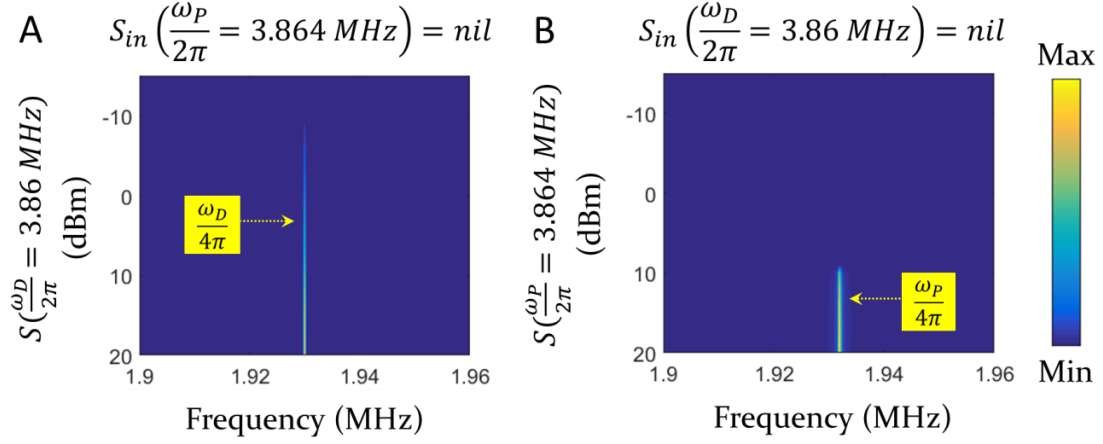 A
S_in(ω_P/2π = 3.864 MHz) = nil
B
S_in(ω_D/2π = 3.86 MHz) = nil
S(ω_D/2π = 3.86 MHz)
(dBm)
-10
0
10
20
ω_D/4π
1.9
1.92
1.94
1.96
Frequency (MHz)
S(ω_P/2π = 3.864 MHz)
(dBm)
-10
0
10
20
ω_P/4π
1.9
1.92
1.94
1.96
Frequency (MHz)
Max
Min